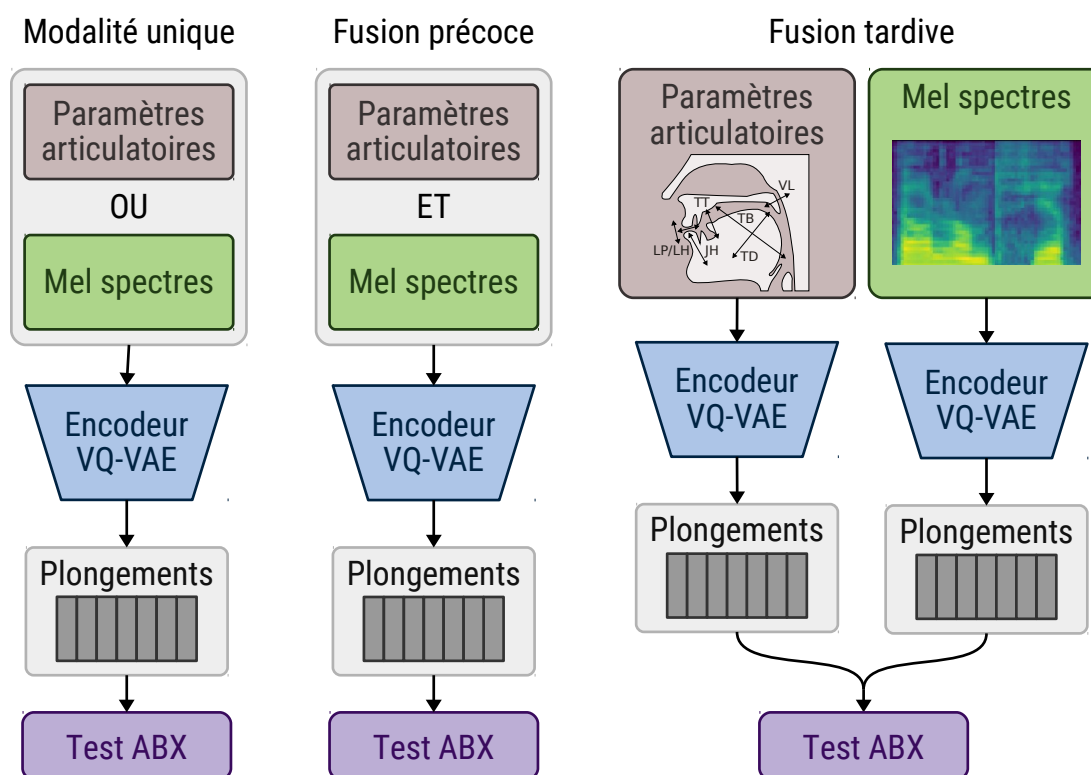 Modalité unique
Paramètres
articulatoires
OU
Mel spectres
Encodeur
VQ-VAE
Plongements
Test ABX
Fusion précoce
Paramètres
articulatoires
ET
Mel spectres
Encodeur
VQ-VAE
Plongements
Test ABX
Fusion tardive
Paramètres
articulatoires
VL
TT
TB
LP/LH
JH
TD
Encodeur
VQ-VAE
Plongements
Mel spectres
Encodeur
VQ-VAE
Plongements
Test ABX